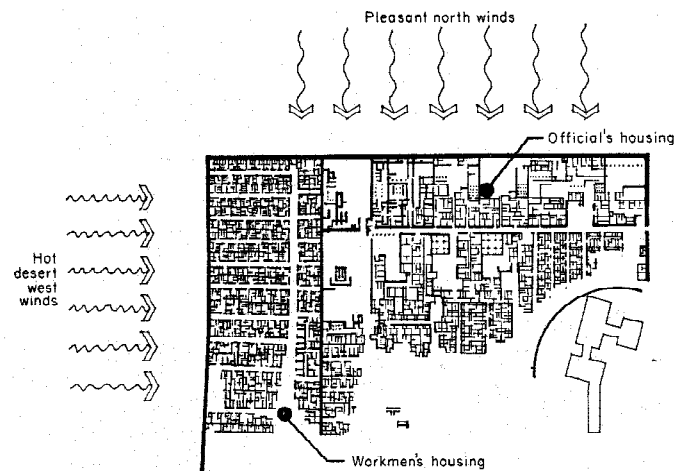 Pleasant north winds
Official's housing
Hot
desert
west
winds
Workmen's housing